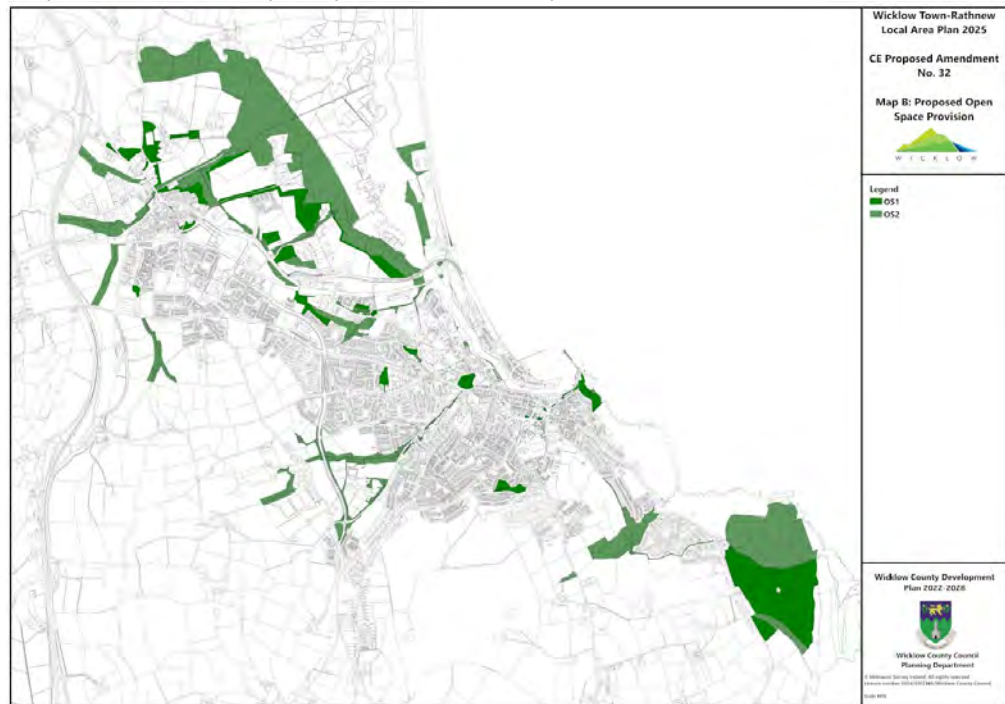 Wicklow Town-Rathnew
Local Area Plan 2025
CE Proposed Amendment
No. 32
Map B: Proposed Open
Space Provision
WICKLOW
Legend
OS1
OS2
Wicklow County Development
Plan 2022-2028
Wicklow County Council
Planning Department